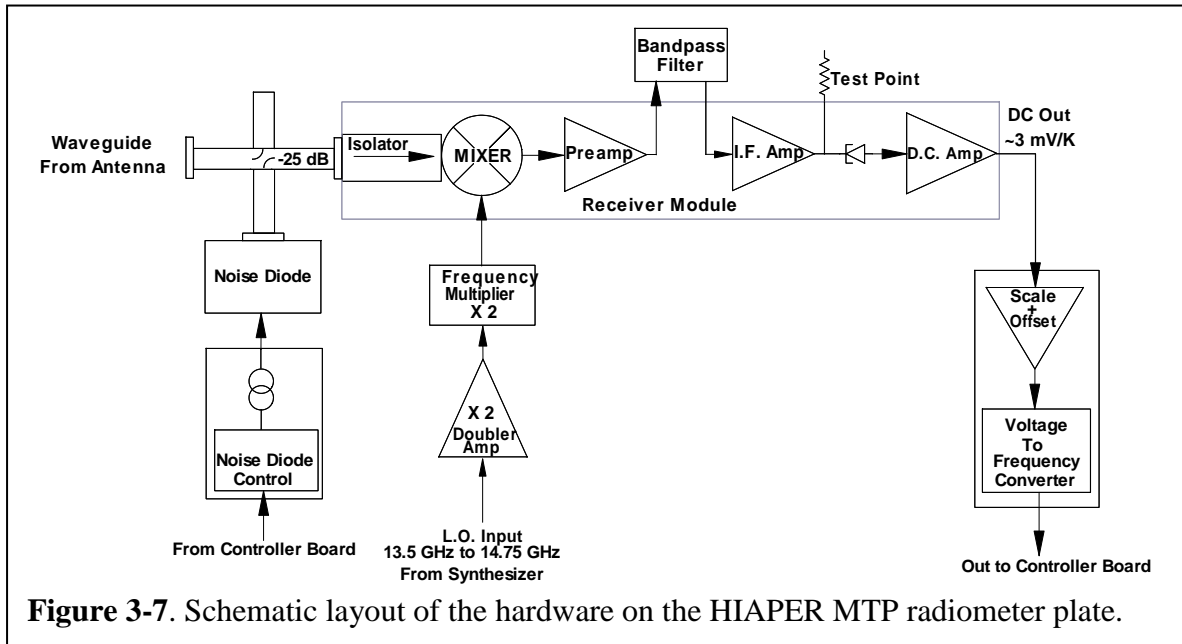 Bandpass
Filter
Test Point
Waveguide
From Antenna
-25 dB
Isolator
MIXER
Preamp
I.F. Amp
D.C. Amp
DC Out
~3 mV/K
Receiver Module
Noise Diode
Frequency
Multiplier
X 2
Scale
+
Offset
X 2
Doubler
Amp
Noise Diode
Control
Voltage
To
Frequency
Converter
From Controller Board
L.O. Input
13.5 GHz to 14.75 GHz
From Synthesizer
Out to Controller Board
Figure 3-7. Schematic layout of the hardware on the HIAPER MTP radiometer plate.